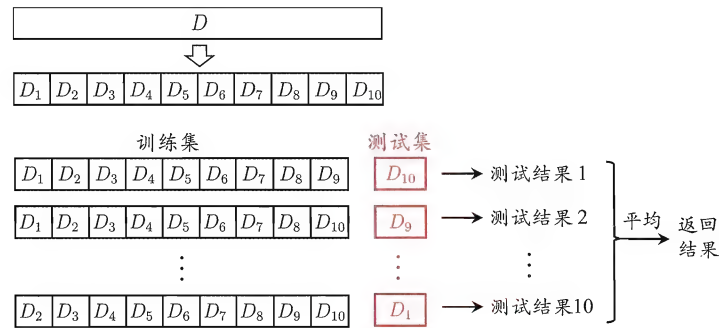 D
D₁ D₂ D₃ D₄ D₅ D₆ D₇ D₈ D₉ D₁₀
训练集 测试集
D₁ D₂ D₃ D₄ D₅ D₆ D₇ D₈ D₉ D₁₀ 测试结果 1
D₁ D₂ D₃ D₄ D₅ D₆ D₇ D₈ D₁₀ D₉ 测试结果 2
平均 返回
结果
⋮ ⋮ ⋮
D₂ D₃ D₄ D₅ D₆ D₇ D₈ D₉ D₁₀ D₁ 测试结果10